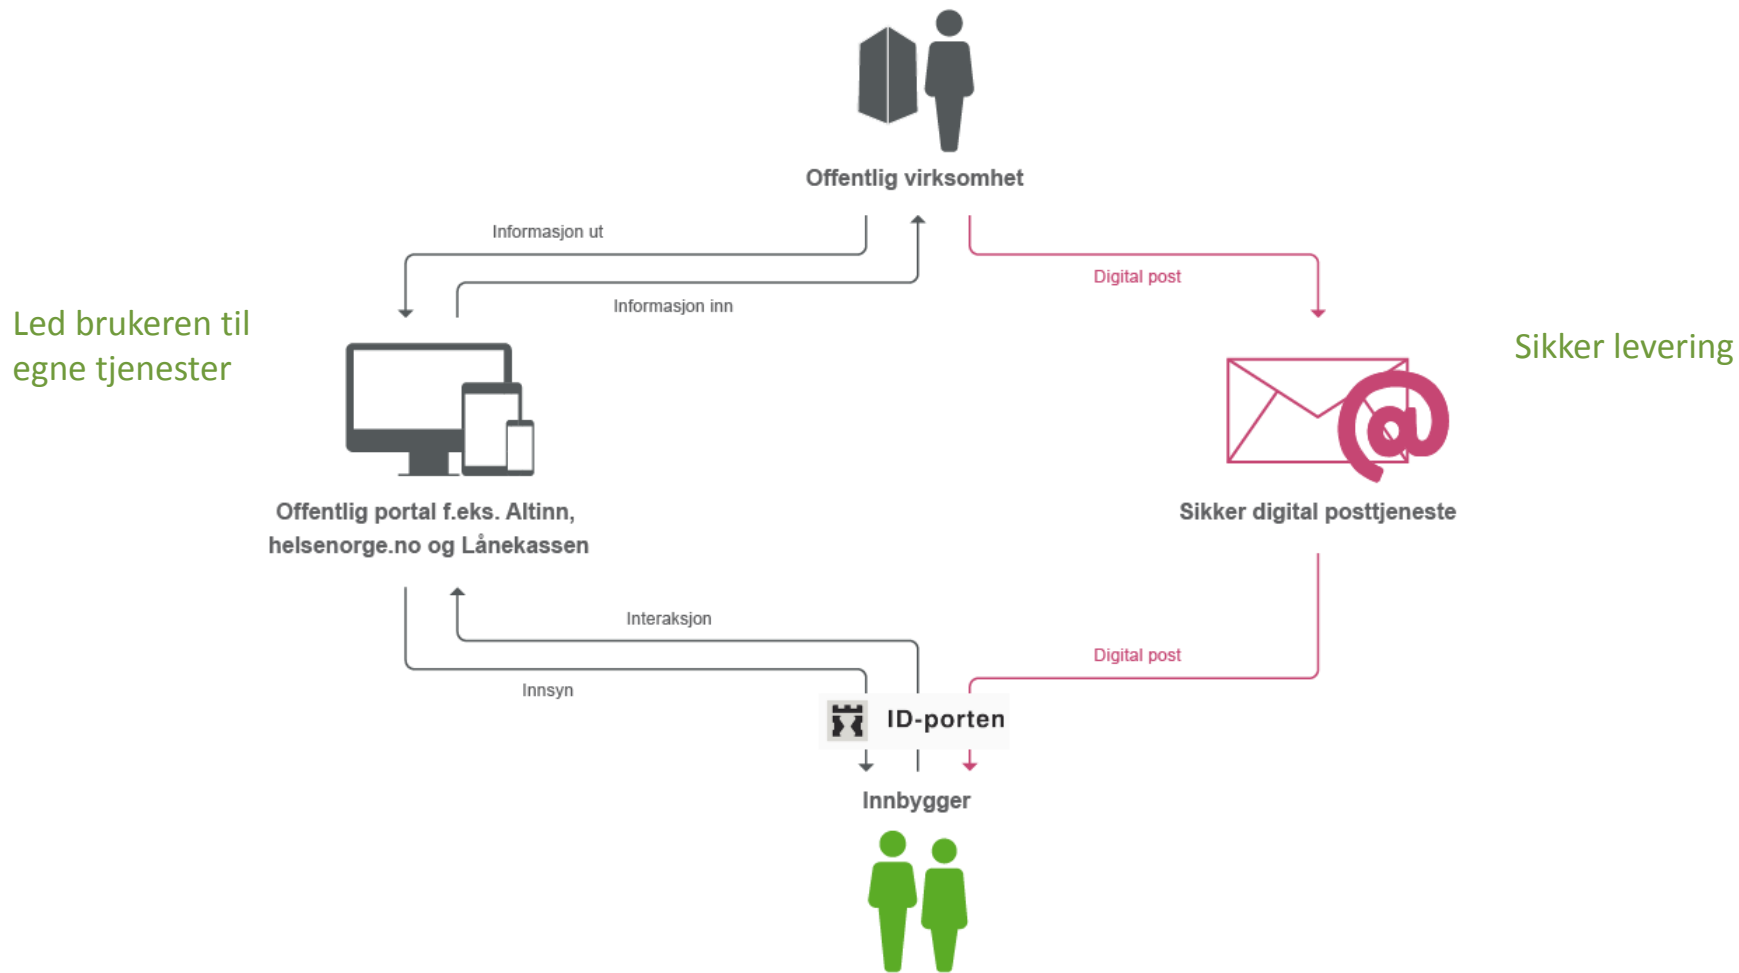 Offentlig virksomhet
Informasjon ut
Digital post
Informasjon inn
Led brukeren til
egne tjenester
Sikker levering
Offentlig portal f.eks. Altinn,
helsenorge.no og Lånekassen
Sikker digital posttjeneste
Interaksjon
Digital post
Innsyn
ID-porten
Innbygger